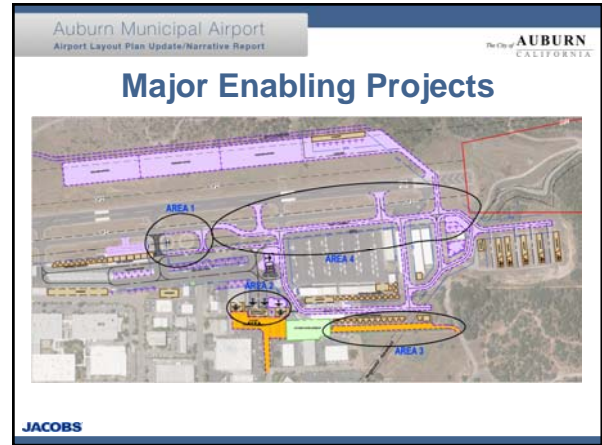 Auburn Municipal Airport
Airport Layout Plan Update/Narrative Report
The City of AUBURN
CALIFORNIA
Major Enabling Projects
AREA 1
AREA 4
AREA 2
AREA 3
JACOBS